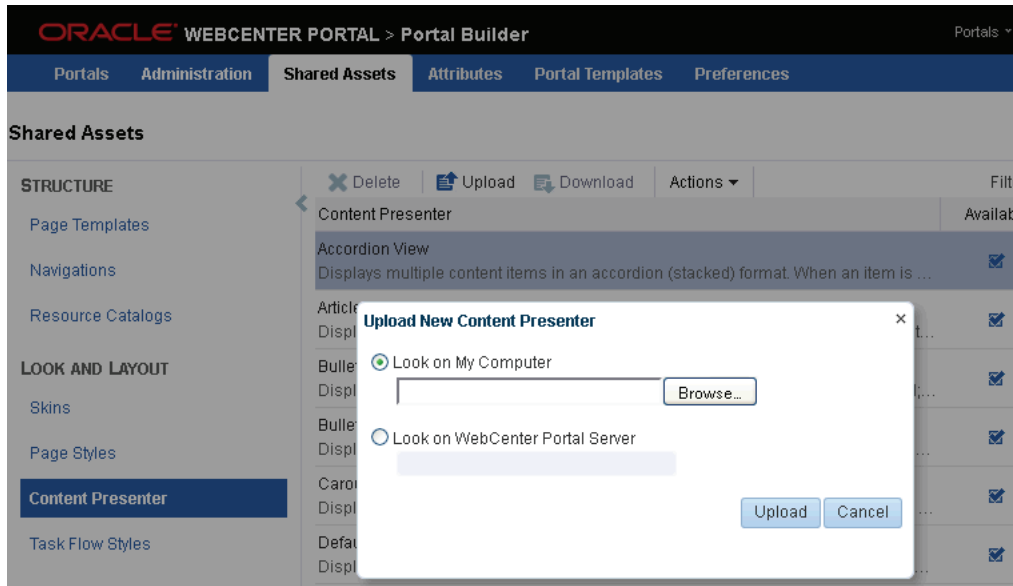 ORACLE WEBCENTER PORTAL > Portal Builder
Portals
Portals Administration Shared Assets Attributes Portal Templates Preferences
Shared Assets
STRUCTURE
Page Templates
Navigations
Resource Catalogs
LOOK AND LAYOUT
Skins
Page Styles
Content Presenter
Task Flow Styles
Delete Upload Download Actions
Content Presenter
Accordion View
Displays multiple content items in an accordion (stacked) format. When an item is ...
Upload New Content Presenter
Look on My Computer
Browse...
Look on WebCenter Portal Server
Upload Cancel